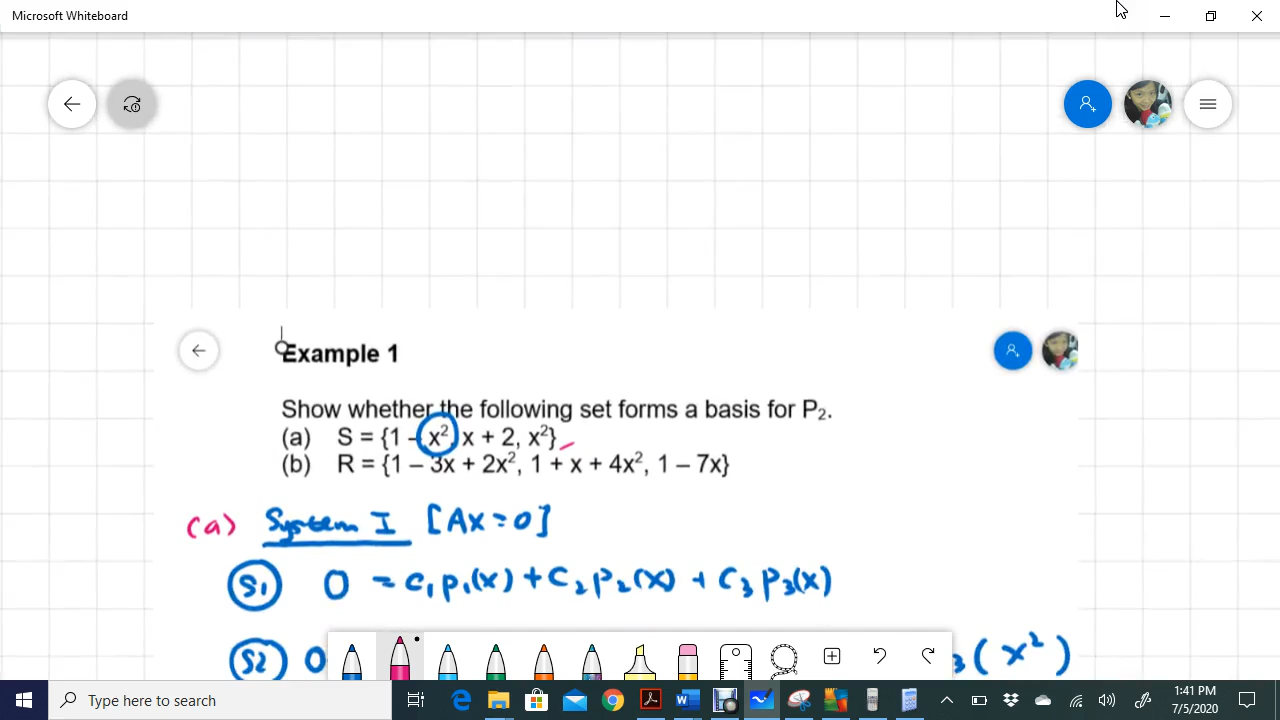 Microsoft Whiteboard
Example 1
Show whether the following set forms a basis for P₂.
(a) S = {1 – x², x + 2, x²}
(b) R = {1 – 3x + 2x², 1 + x + 4x², 1 – 7x}
(a) System I [Ax = 0]
S1 0 = c₁p₁(x) + c₂p₂(x) + c₃p₃(x)
S2 0 ₃(x²)
Type here to search
1:41 PM
7/5/2020